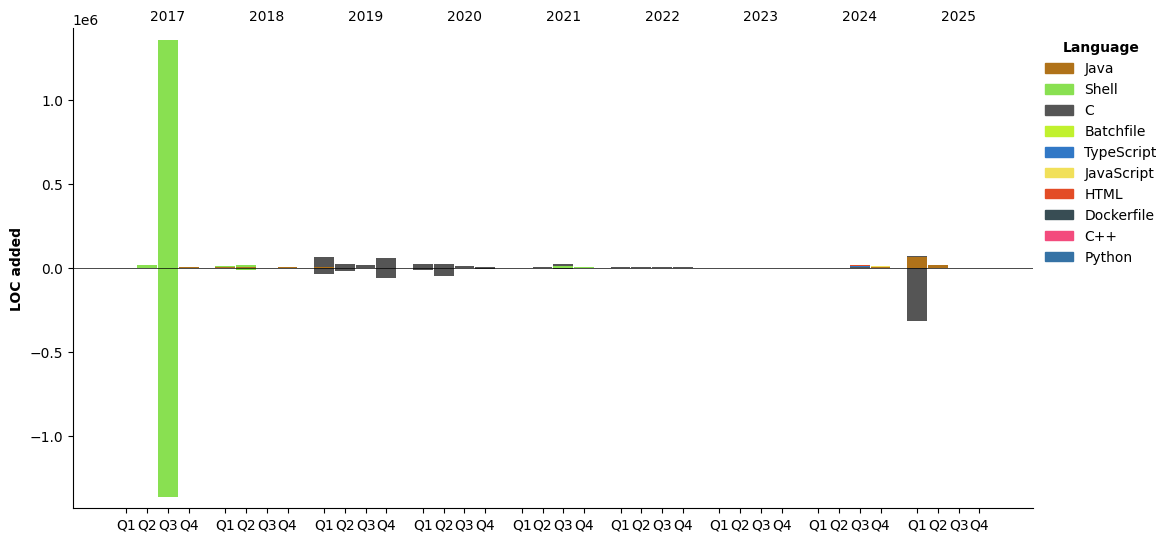 2017 2018 2019 2020 2021 2022 2023 2024 2025
1e6
1.0
0.5
0.0
−0.5
−1.0
LOC added
Q1 Q2 Q3 Q4 Q1 Q2 Q3 Q4 Q1 Q2 Q3 Q4 Q1 Q2 Q3 Q4 Q1 Q2 Q3 Q4 Q1 Q2 Q3 Q4 Q1 Q2 Q3 Q4 Q1 Q2 Q3 Q4 Q1 Q2 Q3 Q4
Language
Java
Shell
C
Batchfile
TypeScript
JavaScript
HTML
Dockerfile
C++
Python